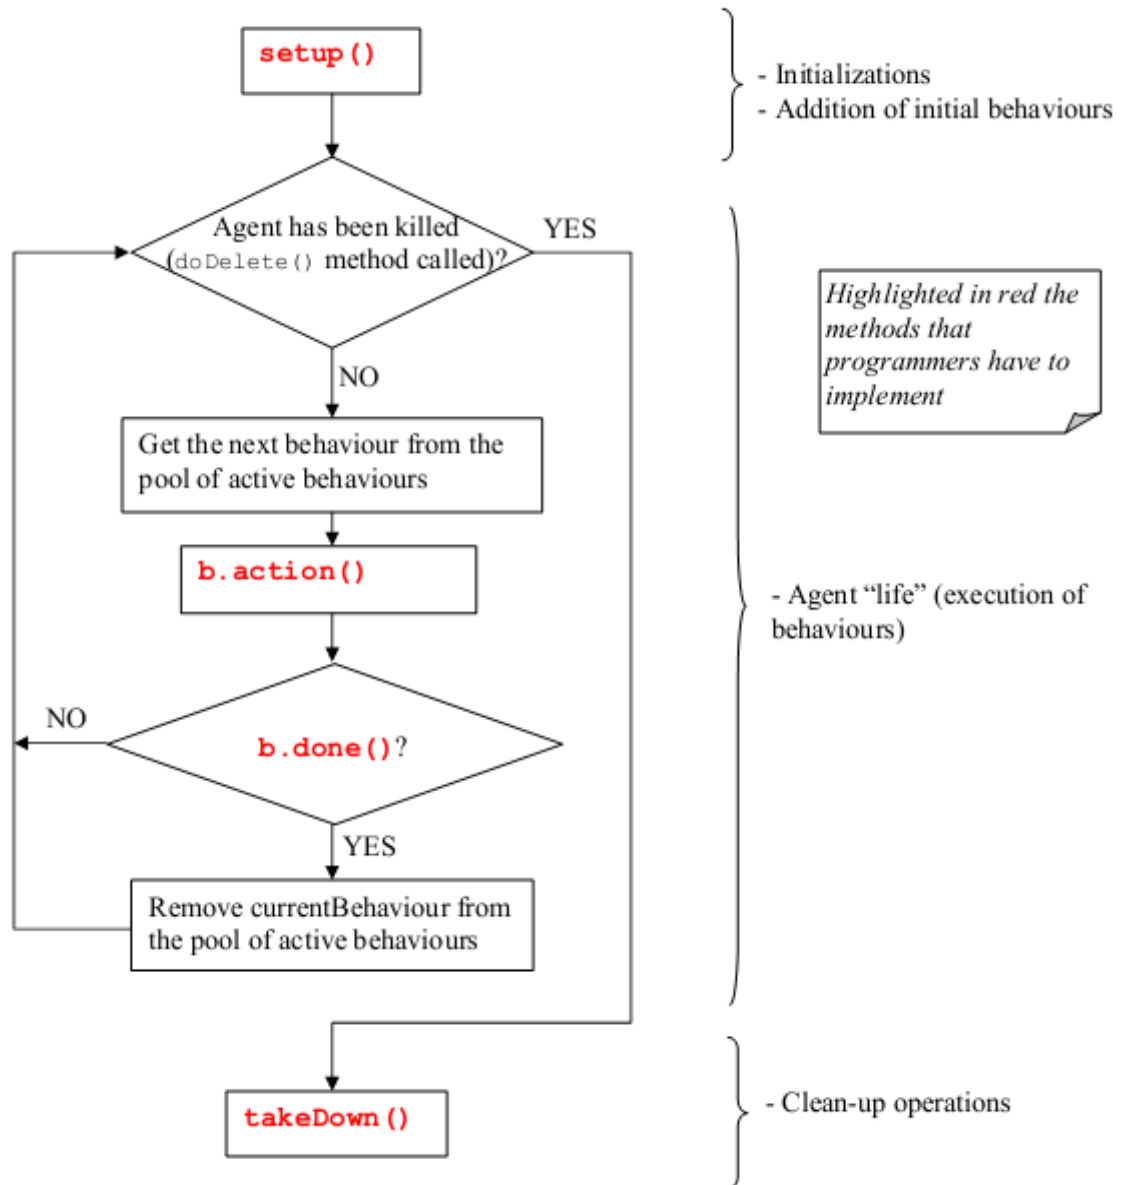 setup()
- Initializations
- Addition of initial behaviours
Agent has been killed
(doDelete() method called)?
YES
NO
Highlighted in red the
methods that
programmers have to
implement
Get the next behaviour from the
pool of active behaviours
b.action()
- Agent “life” (execution of
behaviours)
NO
b.done()?
YES
Remove currentBehaviour from
the pool of active behaviours
takeDown()
- Clean-up operations